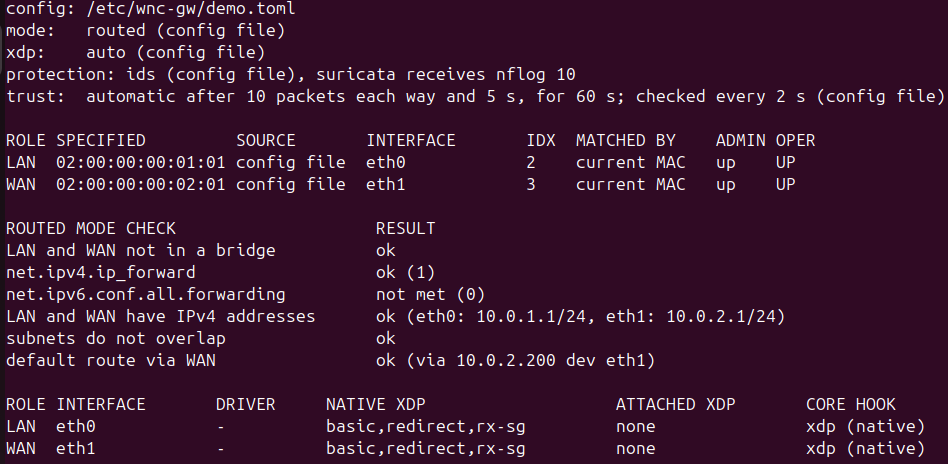 config: /etc/wnc-gw/demo.toml
mode:   routed (config file)
xdp:    auto (config file)
protection: ids (config file), suricata receives nflog 10
trust:  automatic after 10 packets each way and 5 s, for 60 s; checked every 2 s (config file)

ROLE SPECIFIED         SOURCE       INTERFACE       IDX  MATCHED BY    ADMIN OPER
LAN  02:00:00:00:01:01 config file  eth0            2    current MAC   up    UP
WAN  02:00:00:00:02:01 config file  eth1            3    current MAC   up    UP

ROUTED MODE CHECK                    RESULT
LAN and WAN not in a bridge          ok
net.ipv4.ip_forward                  ok (1)
net.ipv6.conf.all.forwarding         not met (0)
LAN and WAN have IPv4 addresses      ok (eth0: 10.0.1.1/24, eth1: 10.0.2.1/24)
subnets do not overlap               ok
default route via WAN                ok (via 10.0.2.200 dev eth1)

ROLE INTERFACE       DRIVER     NATIVE XDP                   ATTACHED XDP       CORE HOOK
LAN  eth0            -          basic,redirect,rx-sg         none               xdp (native)
WAN  eth1            -          basic,redirect,rx-sg         none               xdp (native)